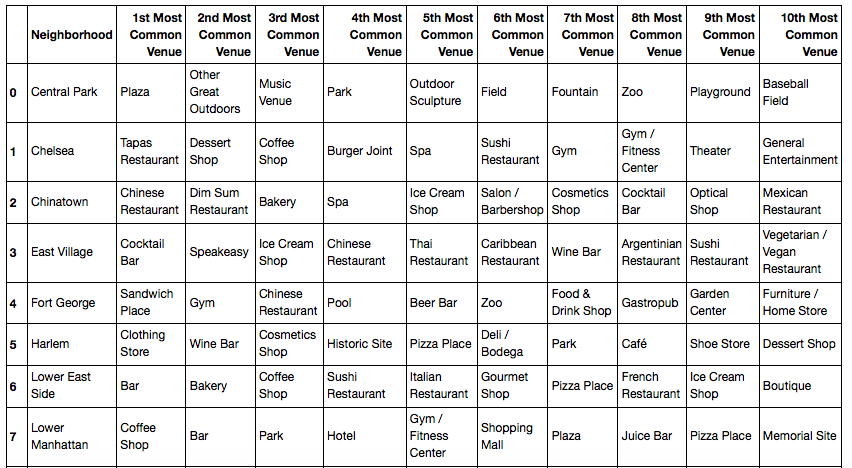 Neighborhood 1st Most Common Venue 2nd Most Common Venue 3rd Most Common Venue 4th Most Common Venue 5th Most Common Venue 6th Most Common Venue 7th Most Common Venue 8th Most Common Venue 9th Most Common Venue 10th Most Common Venue
0 Central Park Plaza Other Great Outdoors Music Venue Park Outdoor Sculpture Field Fountain Zoo Playground Baseball Field
1 Chelsea Tapas Restaurant Dessert Shop Coffee Shop Burger Joint Spa Sushi Restaurant Gym Gym / Fitness Center Theater General Entertainment
2 Chinatown Chinese Restaurant Dim Sum Restaurant Bakery Spa Ice Cream Shop Salon / Barbershop Cosmetics Shop Cocktail Bar Optical Shop Mexican Restaurant
3 East Village Cocktail Bar Speakeasy Ice Cream Shop Chinese Restaurant Thai Restaurant Caribbean Restaurant Wine Bar Argentinian Restaurant Sushi Restaurant Vegetarian / Vegan Restaurant
4 Fort George Sandwich Place Gym Chinese Restaurant Pool Beer Bar Zoo Food & Drink Shop Gastropub Garden Center Furniture / Home Store
5 Harlem Clothing Store Wine Bar Cosmetics Shop Historic Site Pizza Place Deli / Bodega Park Café Shoe Store Dessert Shop
6 Lower East Side Bar Bakery Coffee Shop Sushi Restaurant Italian Restaurant Gourmet Shop Pizza Place French Restaurant Ice Cream Shop Boutique
7 Lower Manhattan Coffee Shop Bar Park Hotel Gym / Fitness Center Shopping Mall Plaza Juice Bar Pizza Place Memorial Site